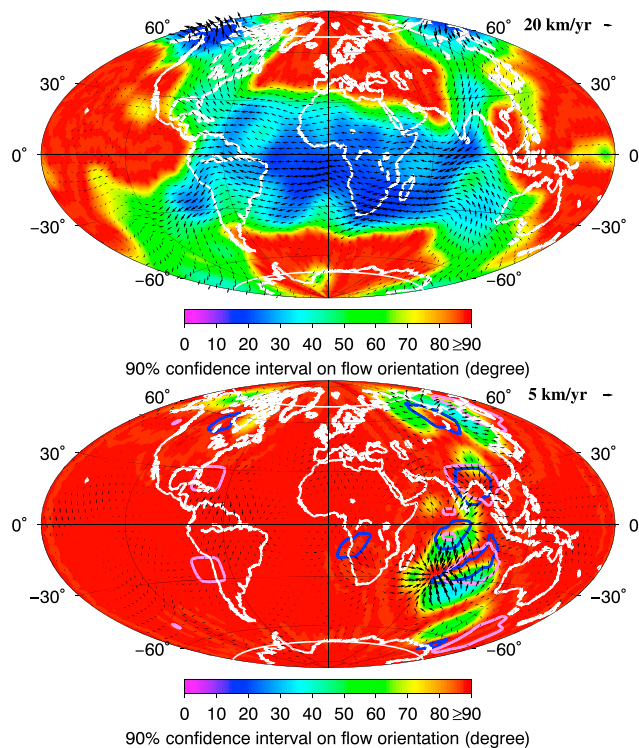 60° 60° 20 km/yr
30° 30°
0° 0
−30° −30°
−60° −60°
0 10 20 30 40 50 60 70 80 ≥90
90% confidence interval on flow orientation (degree)
60° 60° 5 km/yr
30° 30°
0° 0
−30° −30°
−60° −60°
0 10 20 30 40 50 60 70 80 ≥90
90% confidence interval on flow orientation (degree)